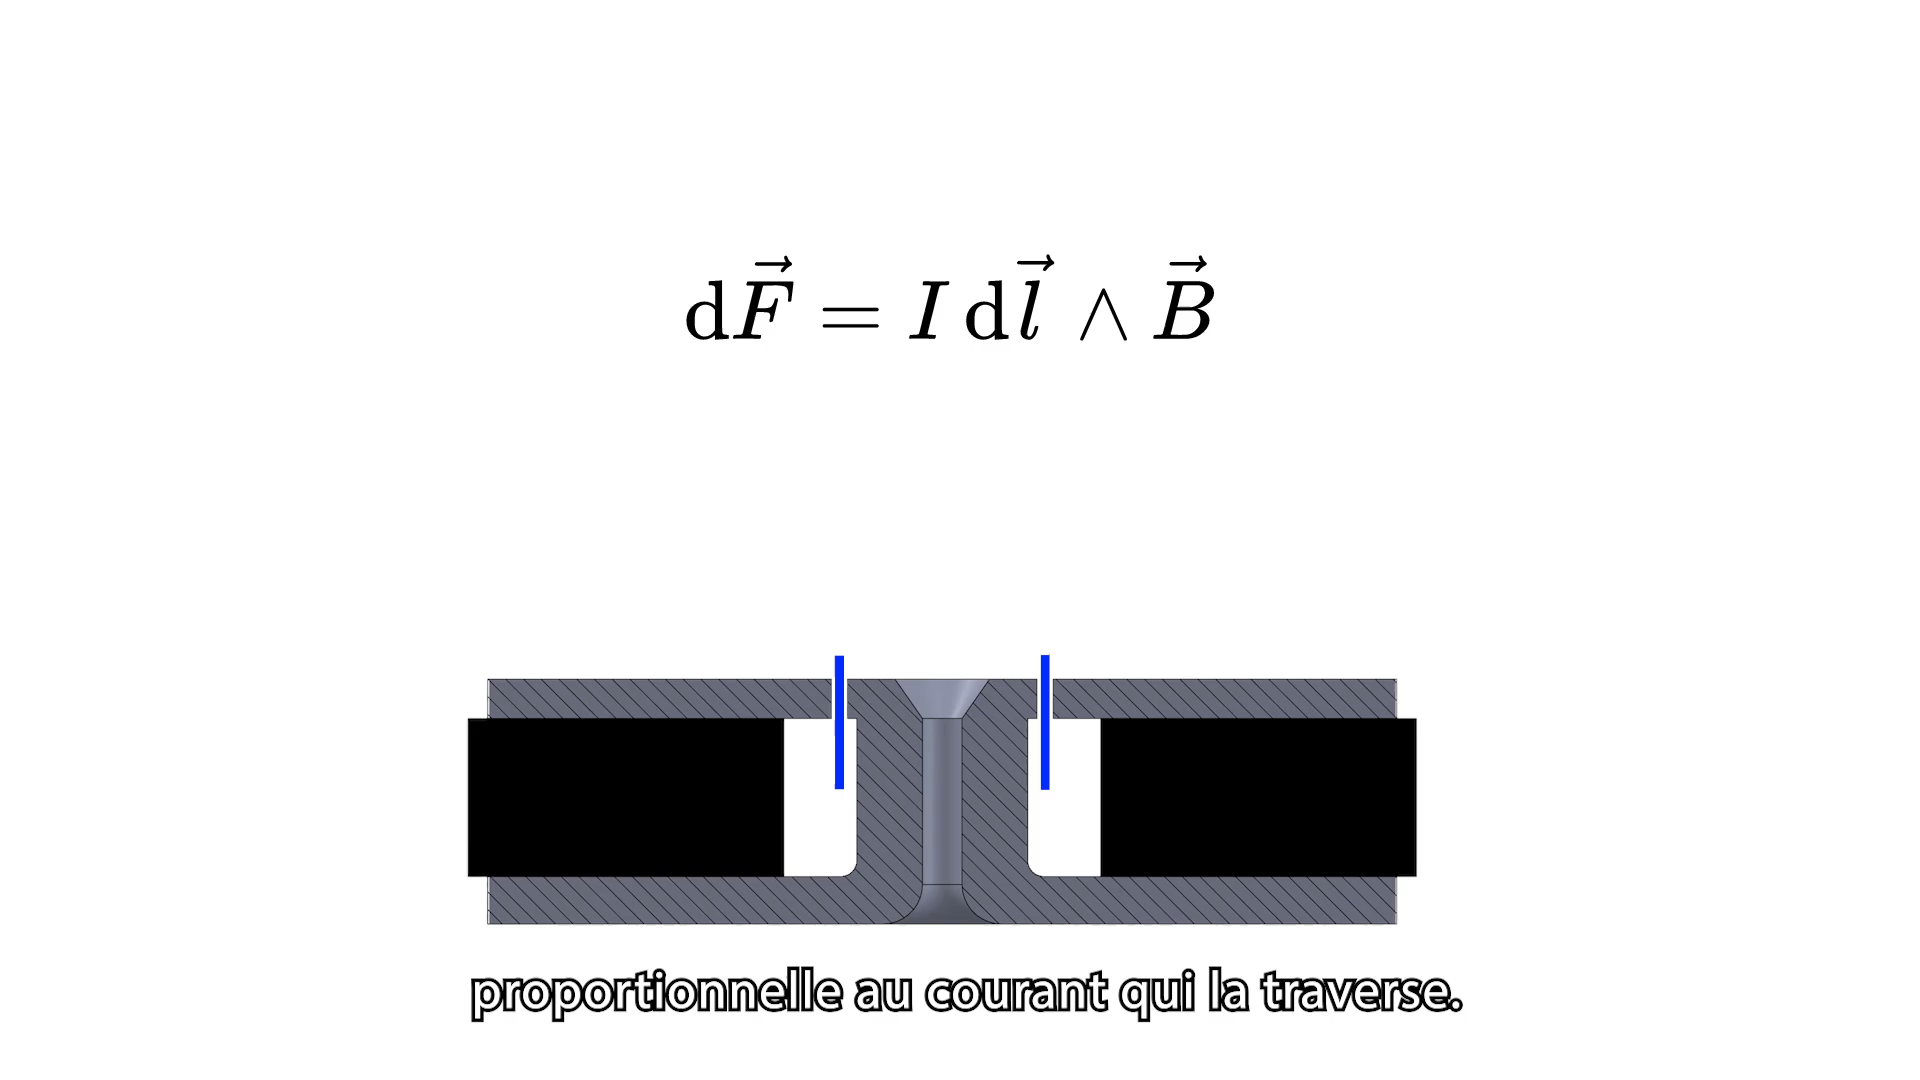 d\vec{F} = I d\vec{l} ∧ \vec{B}
proportionnelle au courant qui la traverse.